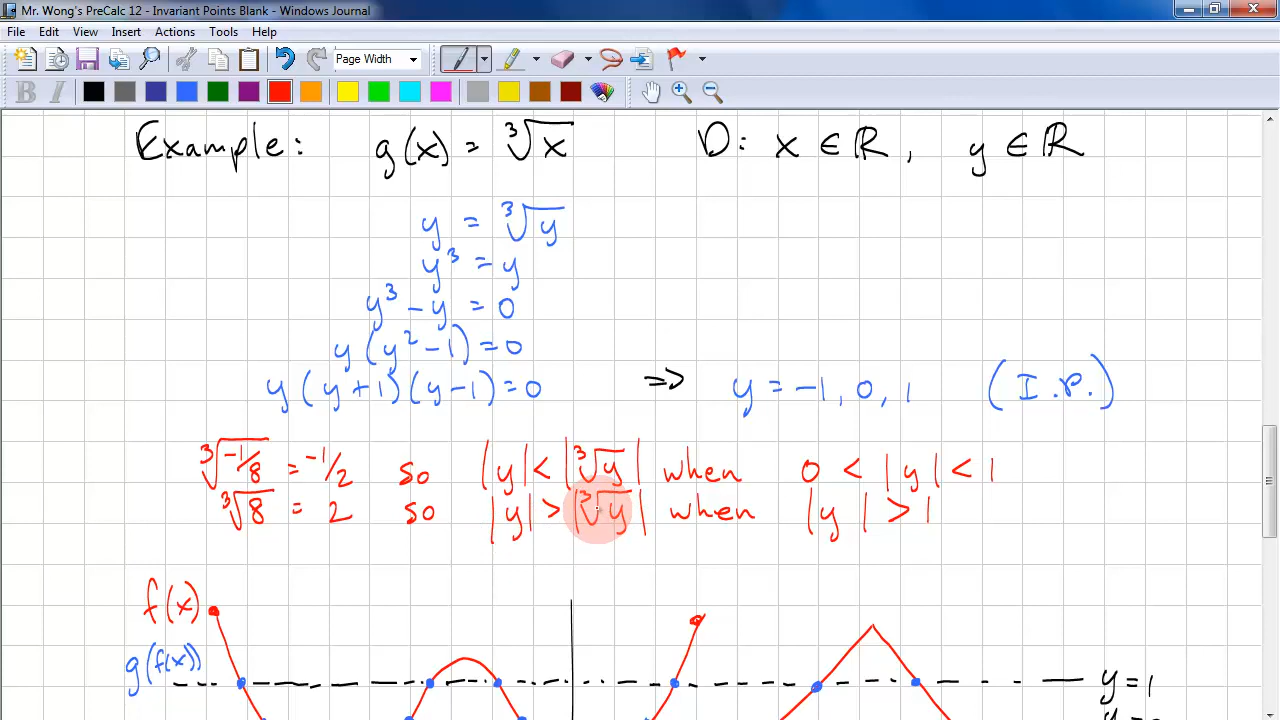 Mr. Wong's PreCalc 12 - Invariant Points Blank - Windows Journal
File Edit View Insert Actions Tools Help
Page Width
B I
Example: g(x) = ∛x D: x ∈ ℝ, y ∈ ℝ
y = ∛y
y³ = y
y³ - y = 0
y(y² - 1) = 0
y(y+1)(y-1) = 0 ⇒ y = -1, 0, 1 (I.P.)
∛(-1/8) = -1/2 so |y| < |∛y| when 0 < |y| < 1
∛8 = 2 so |y| > |∛y| when |y| > 1
f(x)
g(f(x))
y = 1